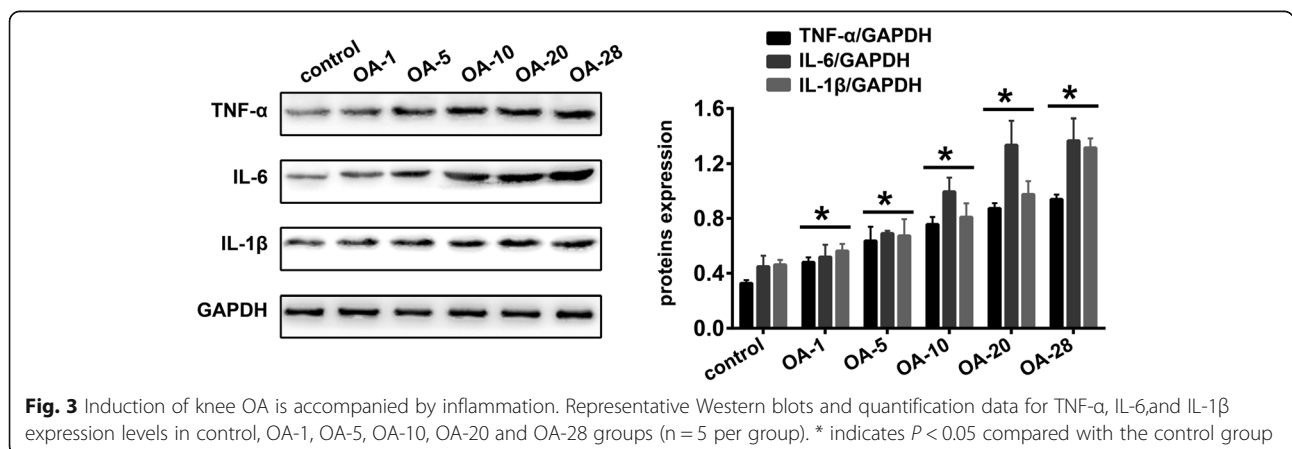 control OA-1 OA-5 OA-10 OA-20 OA-28
TNF-α
IL-6
IL-1β
GAPDH
TNF-α/GAPDH
IL-6/GAPDH
IL-1β/GAPDH
proteins expression
1.6
1.2
0.8
0.4
0.0
* * * * *
control OA-1 OA-5 OA-10 OA-20 OA-28
Fig. 3 Induction of knee OA is accompanied by inflammation. Representative Western blots and quantification data for TNF-α, IL-6,and IL-1β
expression levels in control, OA-1, OA-5, OA-10, OA-20 and OA-28 groups (n = 5 per group). * indicates P < 0.05 compared with the control group